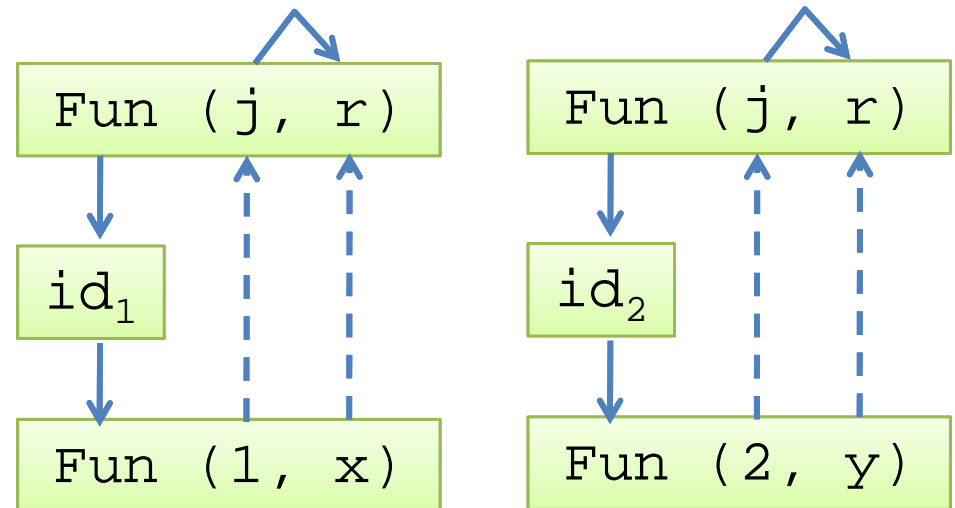 Fun (j, r)
Fun (j, r)
id₁
id₂
Fun (1, x)
Fun (2, y)